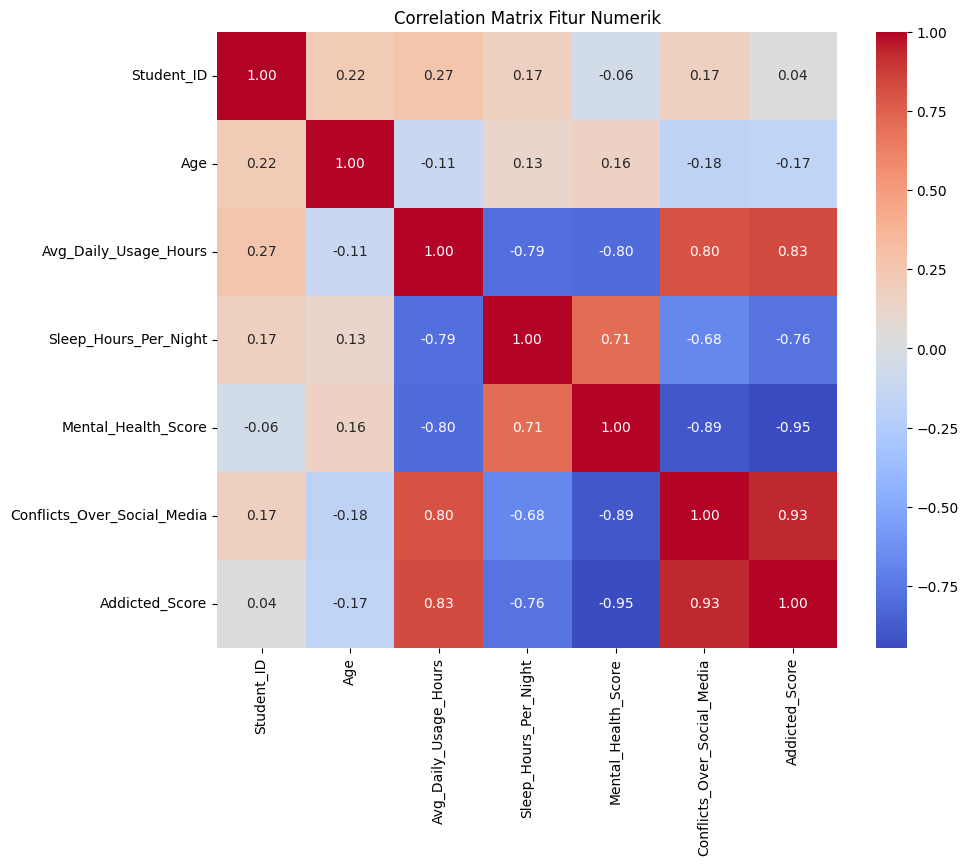 Correlation Matrix Fitur Numerik
Student_ID 1.00 0.22 0.27 0.17 -0.06 0.17 0.04
Age 0.22 1.00 -0.11 0.13 0.16 -0.18 -0.17
Avg_Daily_Usage_Hours 0.27 -0.11 1.00 -0.79 -0.80 0.80 0.83
Sleep_Hours_Per_Night 0.17 0.13 -0.79 1.00 0.71 -0.68 -0.76
Mental_Health_Score -0.06 0.16 -0.80 0.71 1.00 -0.89 -0.95
Conflicts_Over_Social_Media 0.17 -0.18 0.80 -0.68 -0.89 1.00 0.93
Addicted_Score 0.04 -0.17 0.83 -0.76 -0.95 0.93 1.00
Student_ID
Age
Avg_Daily_Usage_Hours
Sleep_Hours_Per_Night
Mental_Health_Score
Conflicts_Over_Social_Media
Addicted_Score
1.00
0.75
0.50
0.25
0.00
−0.25
−0.50
−0.75